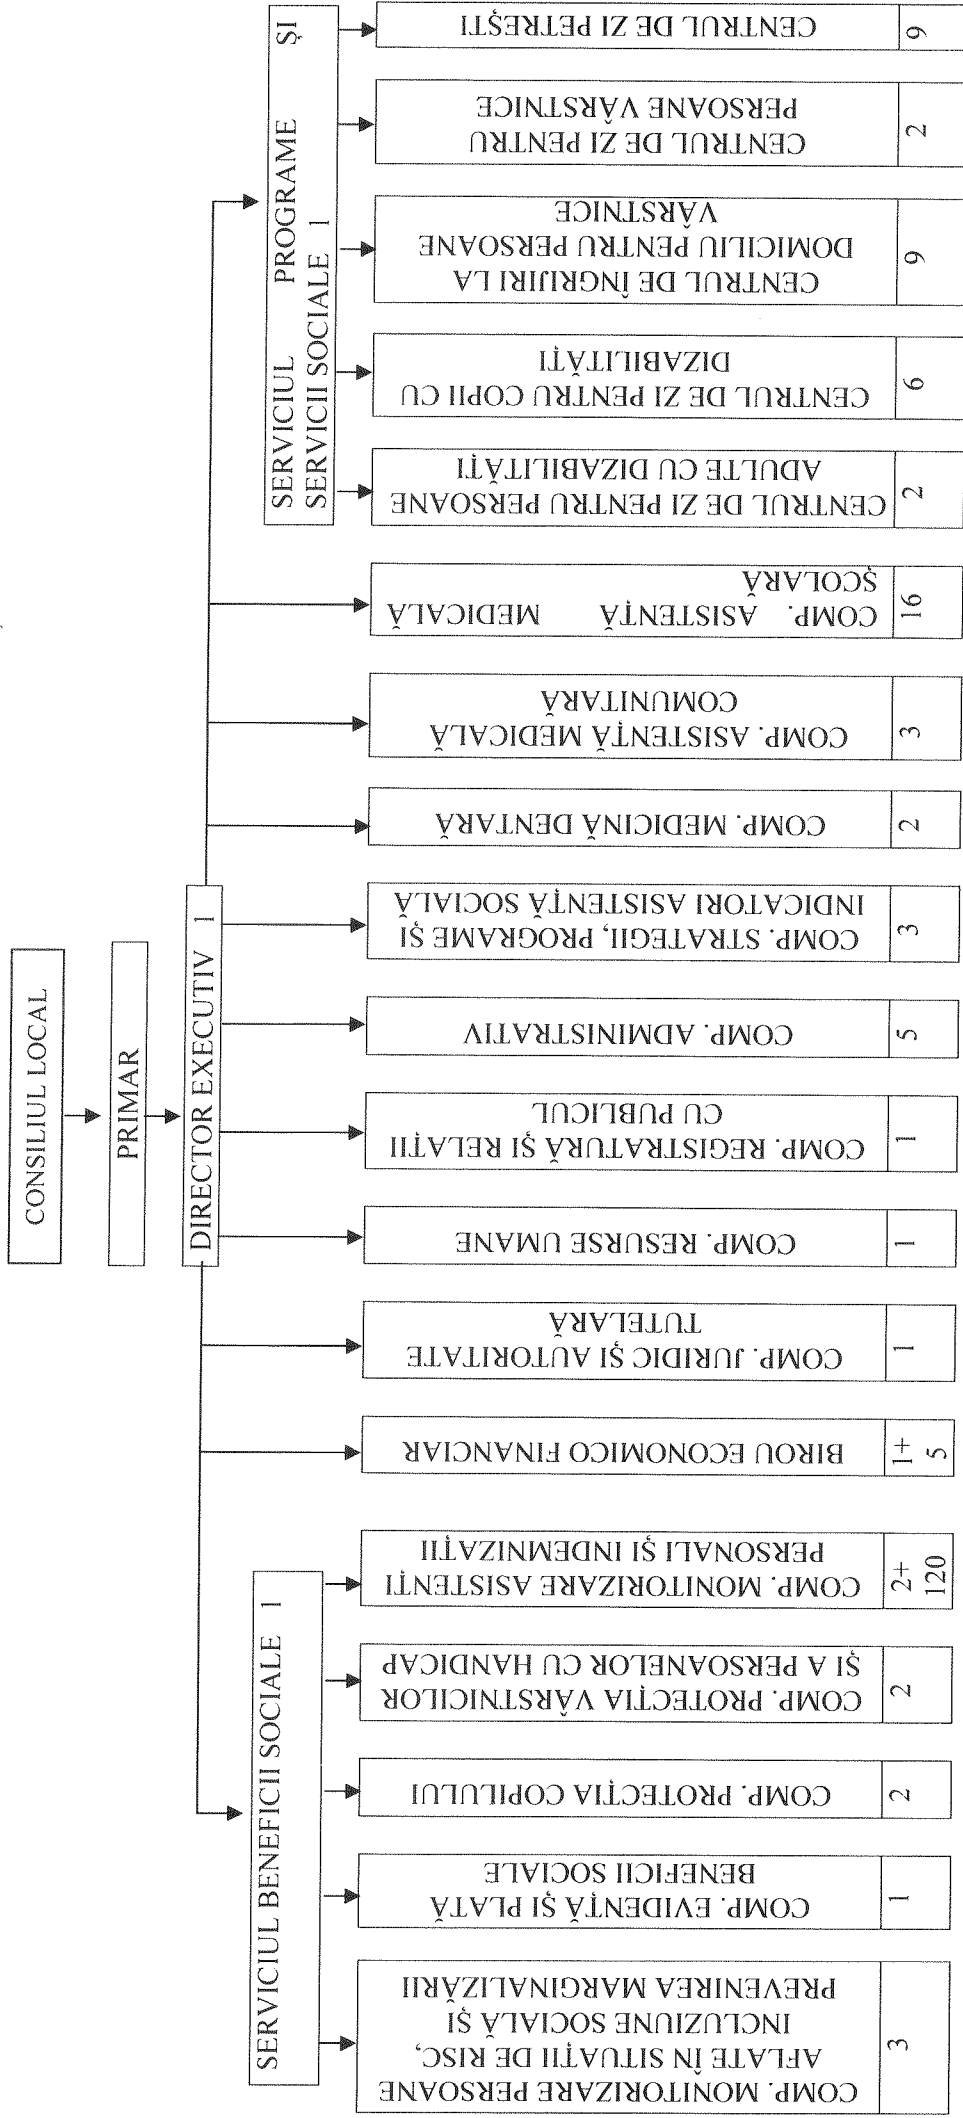 CONSILIUL LOCAL
PRIMAR
DIRECTOR EXECUTIV 1
SERVICIUL BENEFICII SOCIALE 1
SERVICIUL PROGRAME ȘI
SERVICII SOCIALE 1
COMP. MONITORIZARE PERSOANE
AFLATE ÎN SITUAȚII DE RISC,
INCLUZIUNE SOCIALĂ ȘI
PREVENIREA MARGINALIZĂRII
3
COMP. EVIDENȚĂ ȘI PLATĂ
BENEFICII SOCIALE
1
COMP. PROTECȚIA COPILULUI
2
COMP. PROTECȚIA VÂRSTNICILOR
ȘI A PERSOANELOR CU HANDICAP
2
COMP. MONITORIZARE ASISTENȚI
PERSONALI ȘI INDEMNIZAȚII
2+
120
BIROU ECONOMICO FINANCIAR
1+
5
COMP. JURIDIC ȘI AUTORITATE
TUTELARĂ
1
COMP. RESURSE UMANE
1
COMP. REGISTRATURĂ ȘI RELAȚII
CU PUBLICUL
1
COMP. ADMINISTRATIV
5
COMP. STRATEGII, PROGRAME ȘI
INDICATORI ASISTENȚĂ SOCIALĂ
3
COMP. MEDICINĂ DENTARĂ
2
COMP. ASISTENȚĂ MEDICALĂ
COMUNITARĂ
3
COMP. ASISTENȚĂ MEDICALĂ
ȘCOLARĂ
16
CENTRUL DE ZI PENTRU PERSOANE
ADULTE CU DIZABILITĂȚI
2
CENTRUL DE ZI PENTRU COPII CU
DIZABILITĂȚI
6
CENTRUL DE ÎNGRIJIRI LA
DOMICILIU PENTRU PERSOANE
VÂRSTNICE
9
CENTRUL DE ZI PENTRU
PERSOANE VÂRSTNICE
2
CENTRUL DE ZI PETREȘTI
9